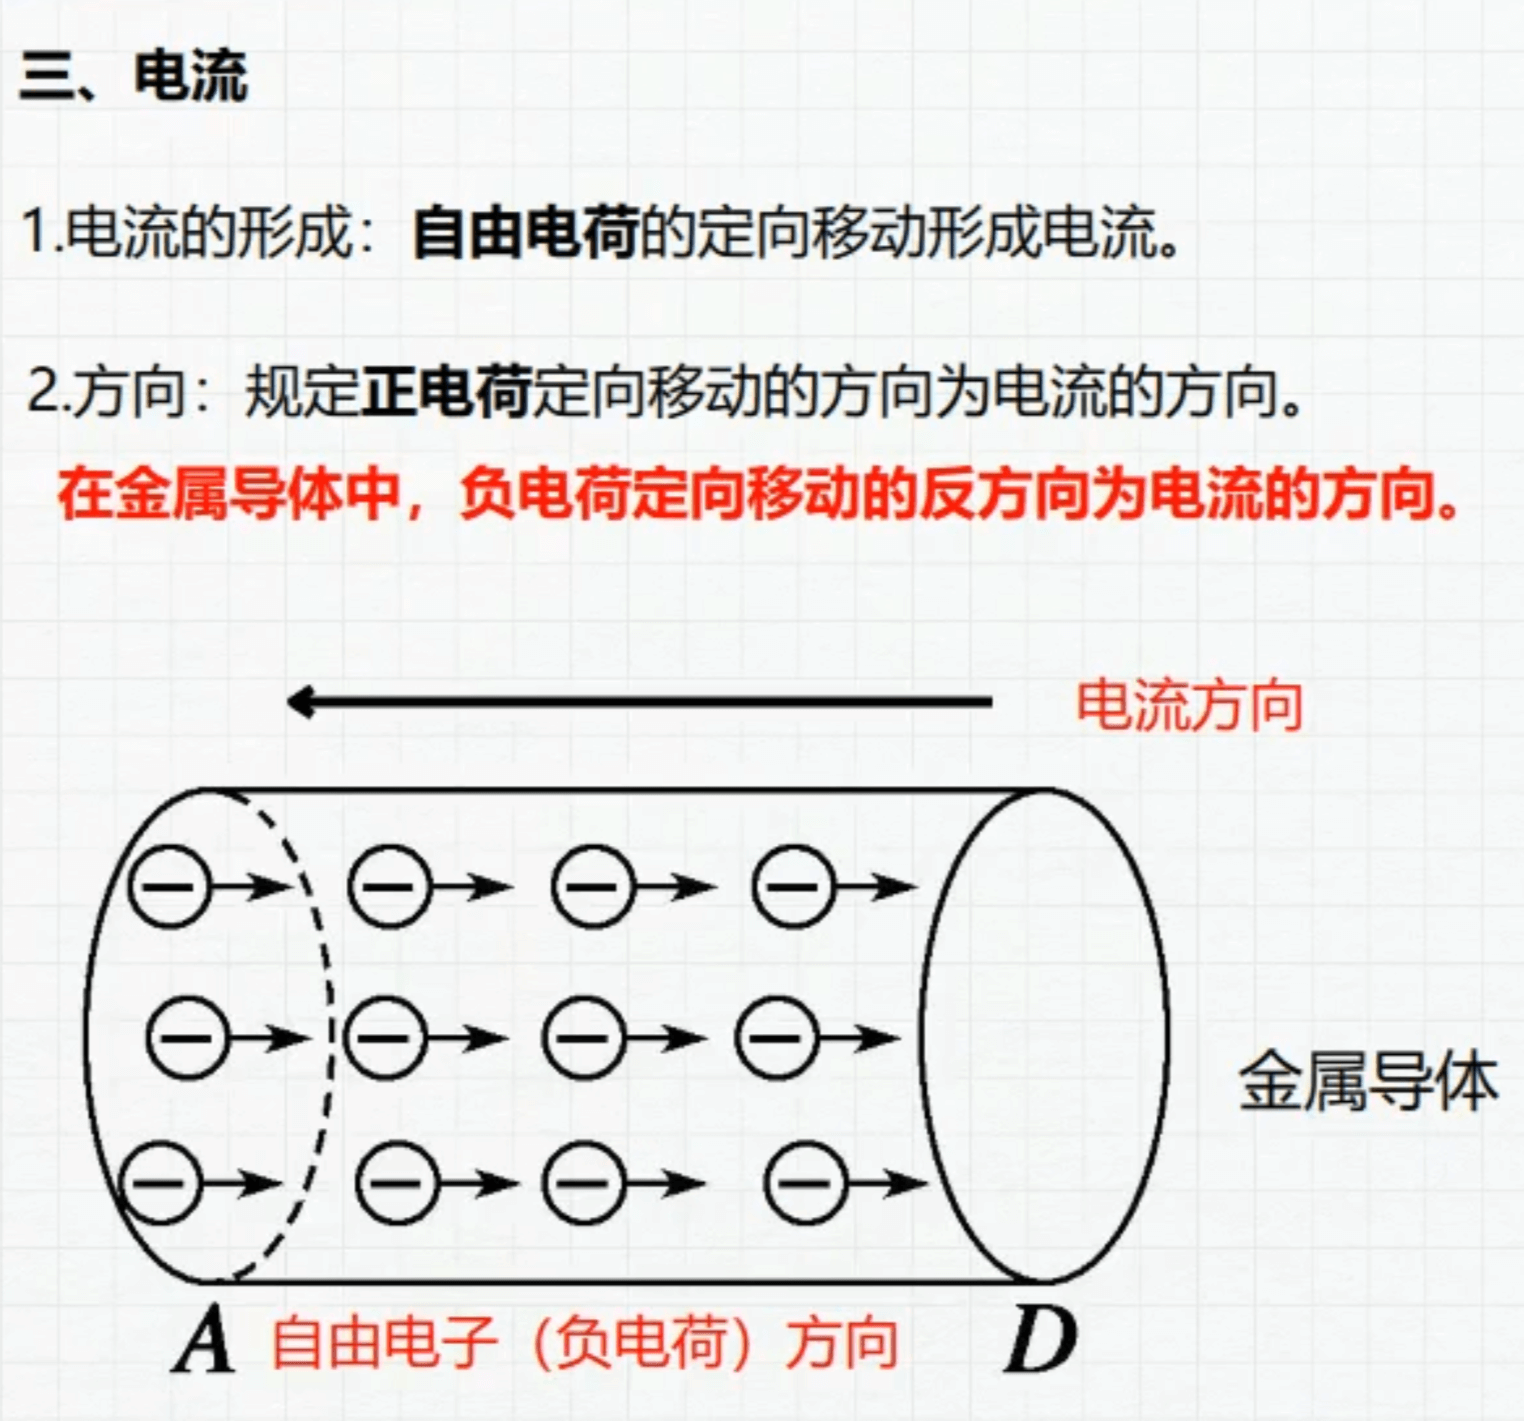 三、电流
1.电流的形成：自由电荷的定向移动形成电流。
2.方向：规定正电荷定向移动的方向为电流的方向。
在金属导体中，负电荷定向移动的反方向为电流的方向。
电流方向
金属导体
A 自由电子（负电荷）方向 D